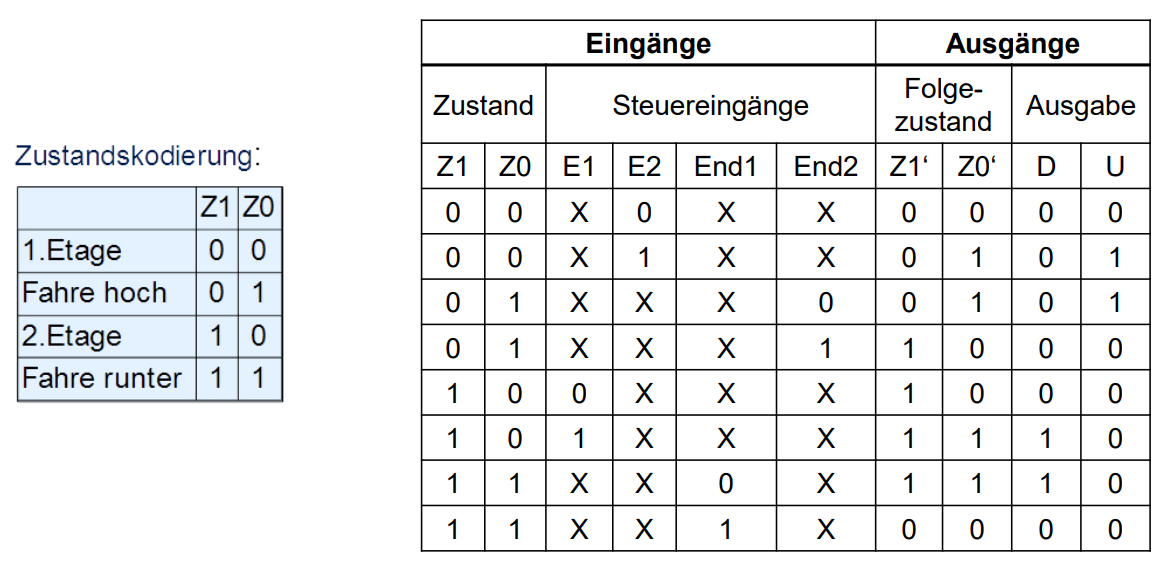 Zustandskodierung:
Z1 Z0
1.Etage 0 0
Fahre hoch 0 1
2.Etage 1 0
Fahre runter 1 1
Eingänge Ausgänge
Zustand Steuereingänge Folge-
zustand Ausgabe
Z1 Z0 E1 E2 End1 End2 Z1‘ Z0‘ D U
0 0 X 0 X X 0 0 0 0
0 0 X 1 X X 0 1 0 1
0 1 X X X 0 0 1 0 1
0 1 X X X 1 1 0 0 0
1 0 0 X X X 1 0 0 0
1 0 1 X X X 1 1 1 0
1 1 X X 0 X 1 1 1 0
1 1 X X 1 X 0 0 0 0